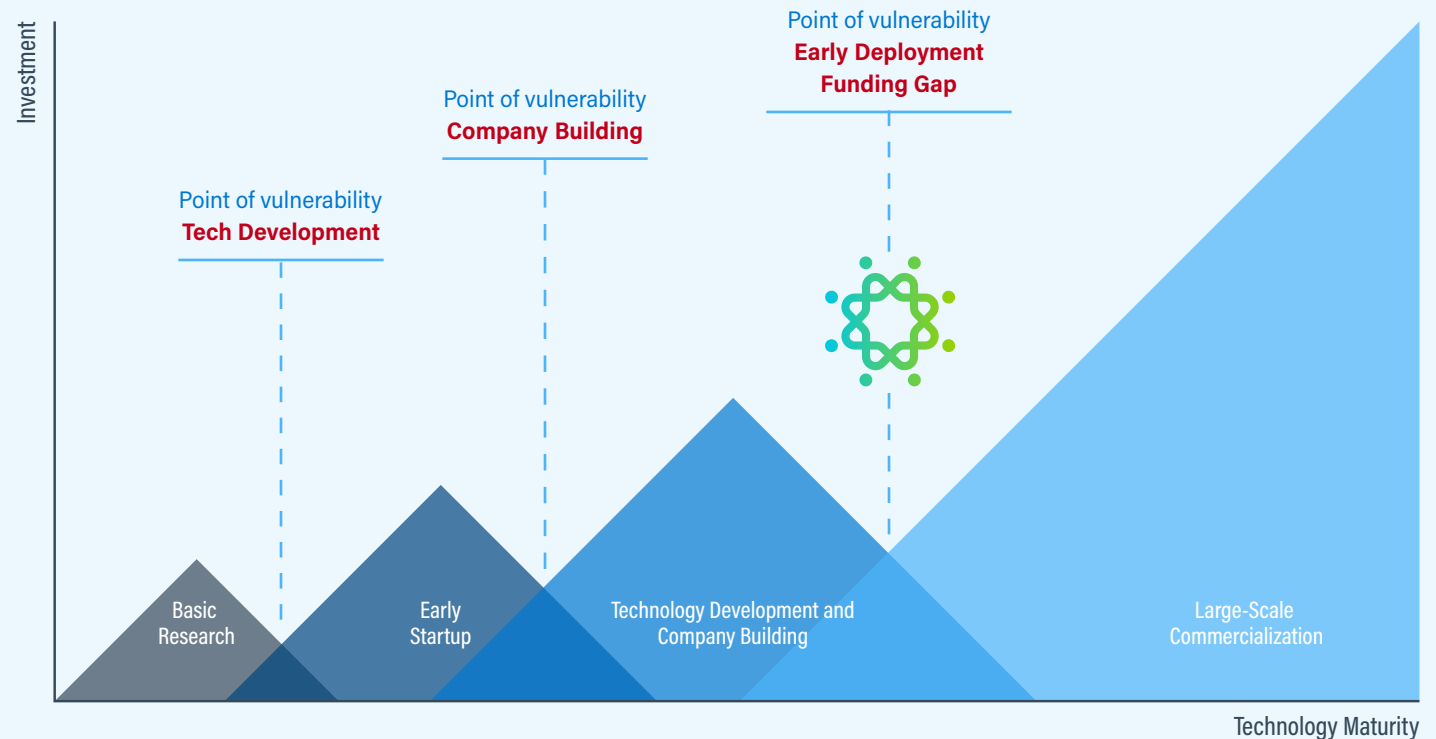 Investment
Point of vulnerability
Early Deployment
Funding Gap
Point of vulnerability
Company Building
Point of vulnerability
Tech Development
Basic
Research
Early
Startup
Technology Development and
Company Building
Large-Scale
Commercialization
Technology Maturity